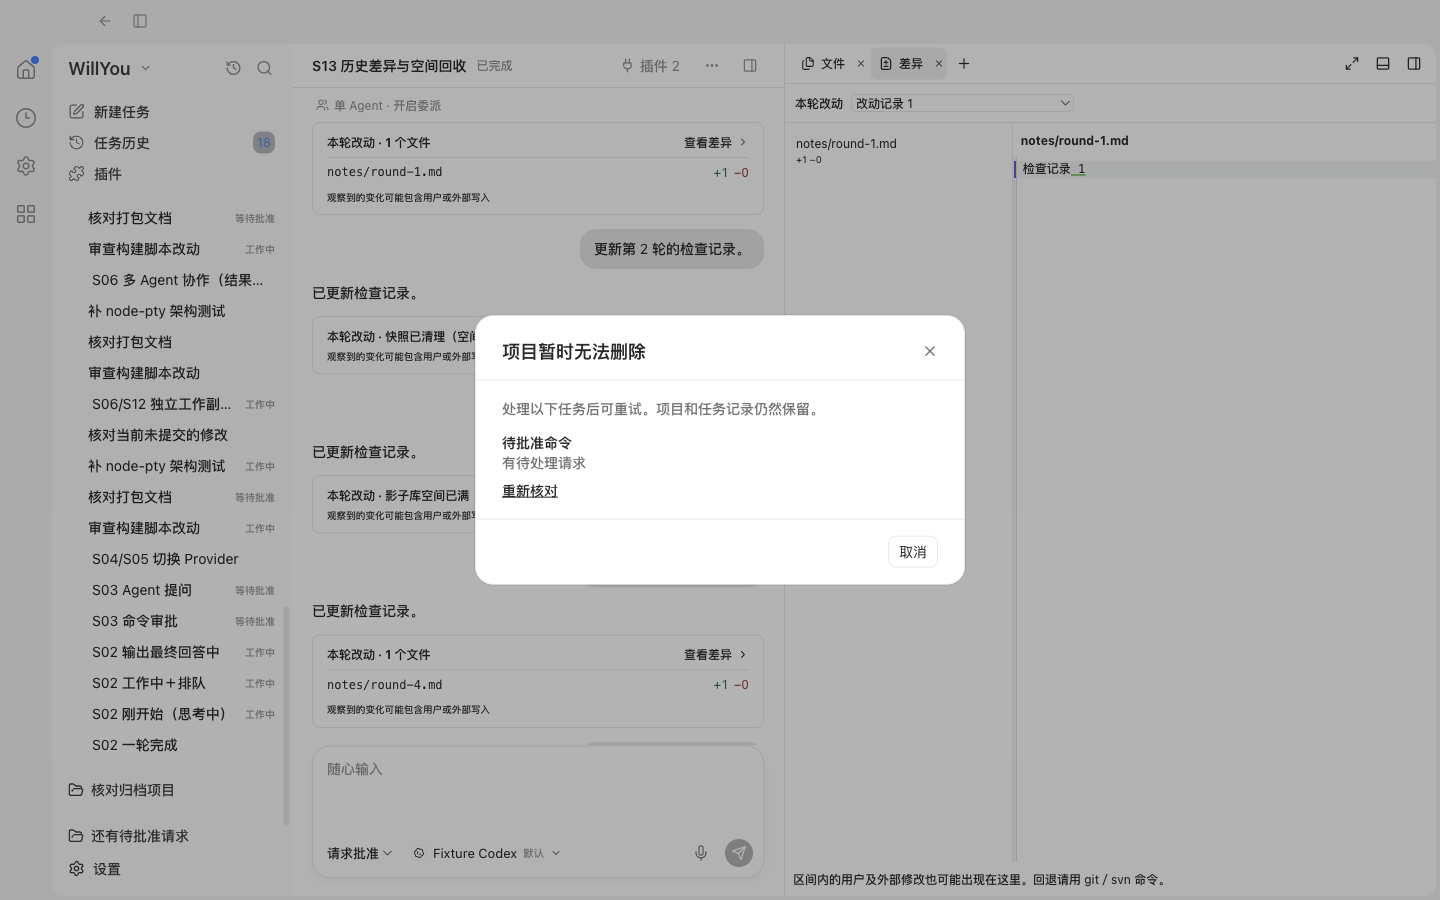 WillYou
新建任务
任务历史 18
插件
核对打包文档 等待批准
审查构建脚本改动 工作中
S06 多 Agent 协作（结果...
补 node-pty 架构测试
核对打包文档
审查构建脚本改动
S06/S12 独立工作副... 工作中
核对当前未提交的修改
补 node-pty 架构测试 工作中
核对打包文档 等待批准
审查构建脚本改动 工作中
S04/S05 切换 Provider
S03 Agent 提问 等待批准
S03 命令审批 等待批准
S02 输出最终回答中 工作中
S02 工作中＋排队 工作中
S02 刚开始（思考中） 工作中
S02 一轮完成
核对归档项目
还有待批准请求
设置
S13 历史差异与空间回收 已完成 插件 2
单 Agent · 开启委派
本轮改动 · 1 个文件 查看差异
notes/round-1.md +1 −0
观察到的变化可能包含用户或外部写入
更新第 2 轮的检查记录。
已更新检查记录。
本轮改动 · 快照已清理（空
观察到的变化可能包含用户或外部
已更新检查记录。
本轮改动 · 影子库空间已满
观察到的变化可能包含用户或外部
已更新检查记录。
本轮改动 · 1 个文件 查看差异
notes/round-4.md +1 −0
观察到的变化可能包含用户或外部写入
随心输入
请求批准 Fixture Codex 默认
文件 差异
本轮改动 改动记录 1
notes/round-1.md
+1 −0
notes/round-1.md
检查记录 1
区间内的用户及外部修改也可能出现在这里。回退请用 git / svn 命令。
项目暂时无法删除
处理以下任务后可重试。项目和任务记录仍然保留。
待批准命令
有待处理请求
重新核对
取消